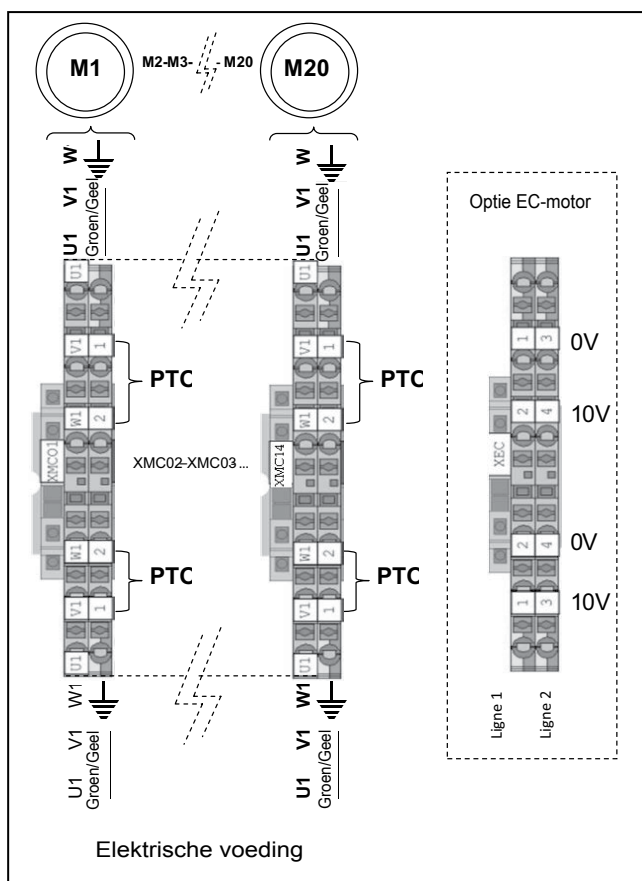 M1
M2-M3-
- M20
M20
U1 V1 W
Groen/Geel
U1 V1 W
Groen/Geel
U1
V1 1
W1 2
PTC
XMC01
W1 2
V1 1
PTC
U1
XMC02-XMC03...
U1
V1 1
W1 2
PTC
XMC14
W1 2
V1 1
PTC
U1
U1 V1 W1
Groen/Geel
U1 V1 W1
Groen/Geel
Elektrische voeding
Optie EC-motor
1 3 0V
2 4 10V
XEC
2 4 0V
1 3 10V
Ligne 1
Ligne 2